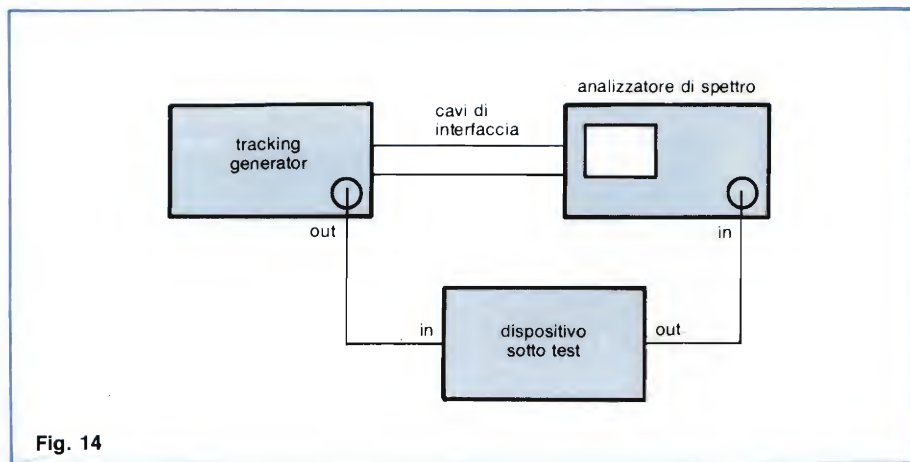 analizzatore di spettro
cavi di
interfaccia
tracking
generator
out
in
in
dispositivo
sotto test
out
Fig. 14